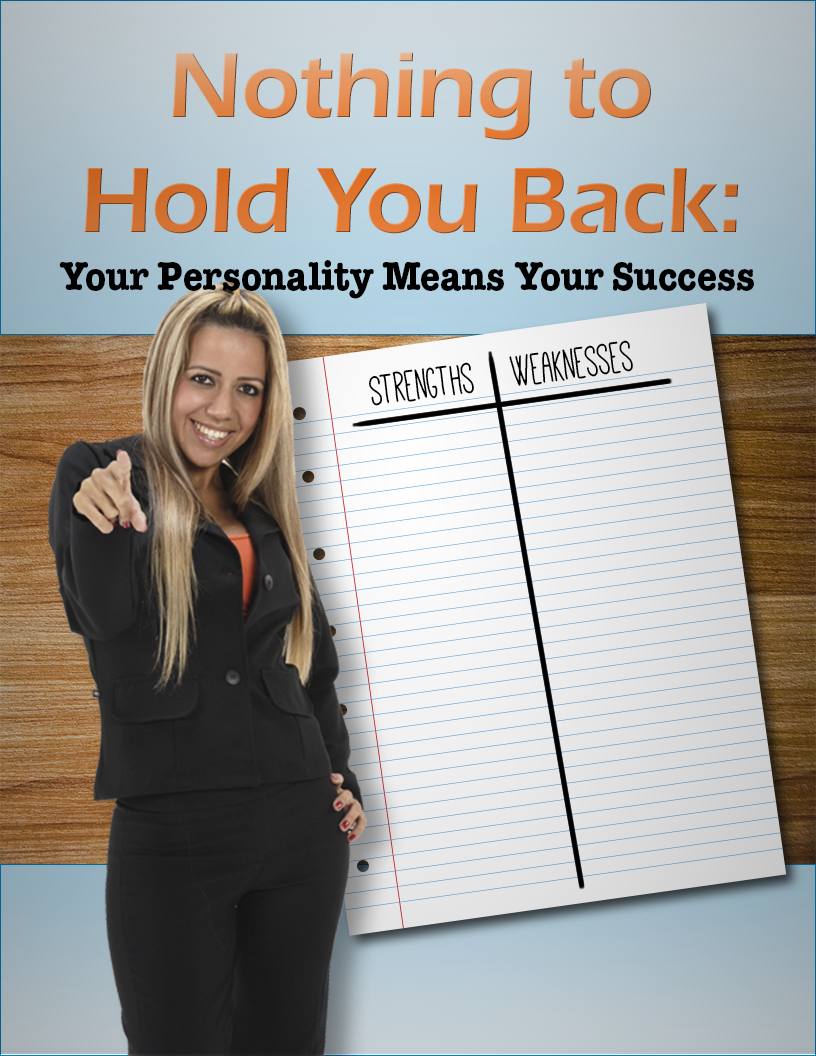 Nothing to
Hold You Back:
Your Personality Means Your Success
STRENGTHS WEAKNESSES